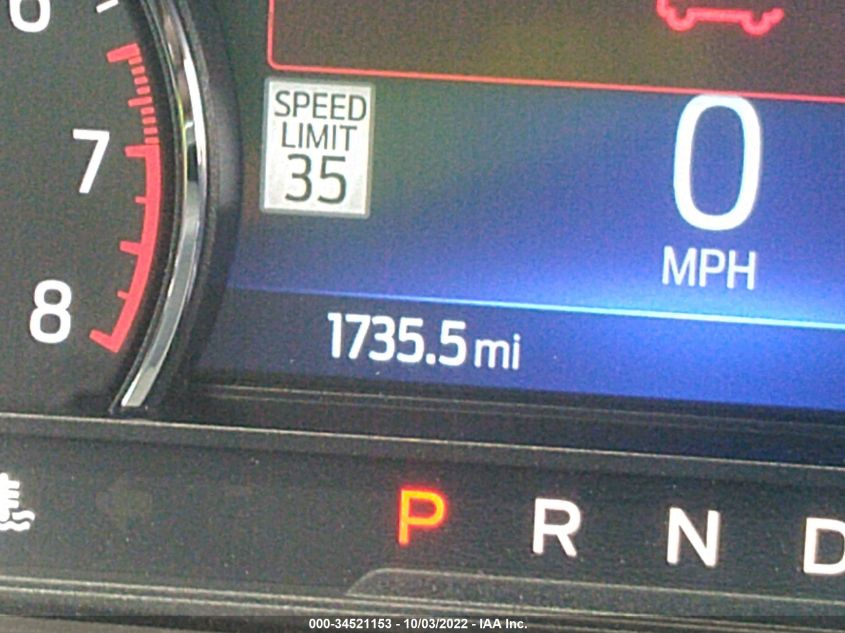 6
7
8
SPEED
LIMIT
35
0
MPH
1735.5 mi
P R N D
000-34521153 - 10/03/2022 - IAA Inc.